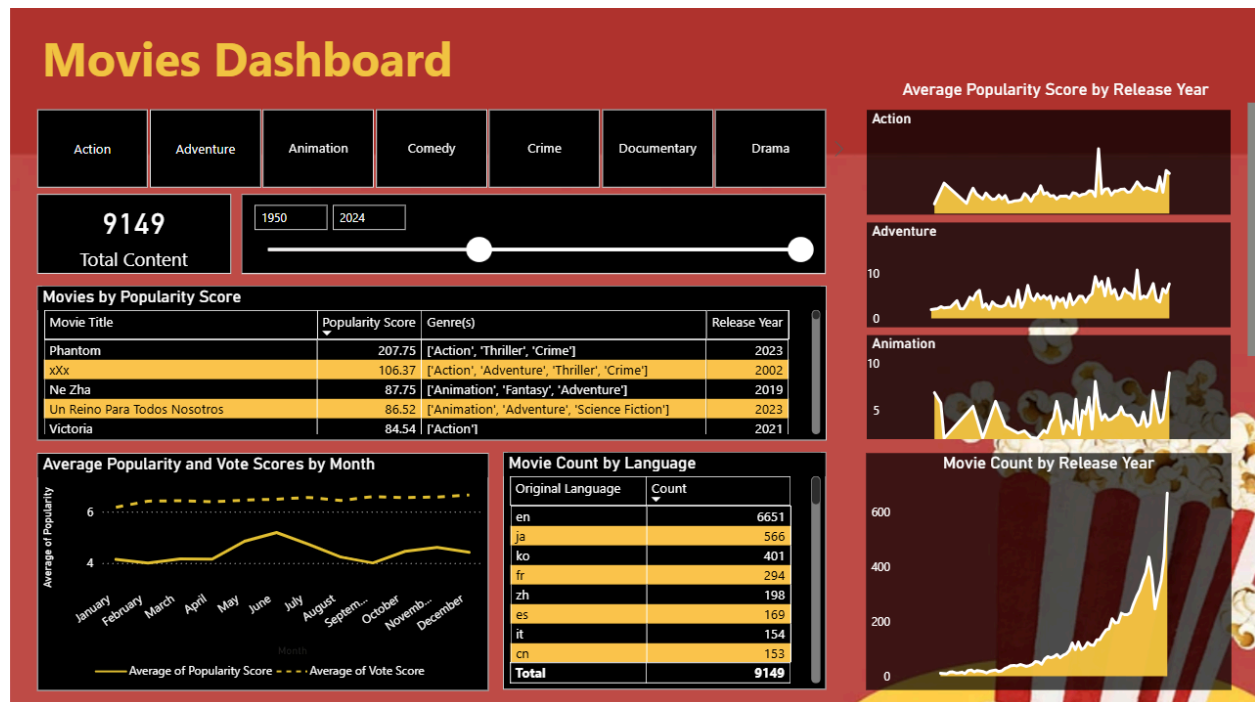 Movies Dashboard
Action Adventure Animation Comedy Crime Documentary Drama
9149
Total Content
1950 2024
Movies by Popularity Score
Movie Title Popularity Score Genre(s) Release Year
Phantom 207.75 ['Action', 'Thriller', 'Crime'] 2023
xXx 106.37 ['Action', 'Adventure', 'Thriller', 'Crime'] 2002
Ne Zha 87.75 ['Animation', 'Fantasy', 'Adventure'] 2019
Un Reino Para Todos Nosotros 86.52 ['Animation', 'Adventure', 'Science Fiction'] 2023
Victoria 84.54 ['Action'] 2021
Average Popularity and Vote Scores by Month
Average of Popularity
6
4
January February March April May June July August Septem... October Novemb... December
Month
Average of Popularity Score Average of Vote Score
Movie Count by Language
Original Language Count
en 6651
ja 566
ko 401
fr 294
zh 198
es 169
it 154
cn 153
Total 9149
Average Popularity Score by Release Year
Action
Adventure
10
0
Animation
10
5
Movie Count by Release Year
600
400
200
0